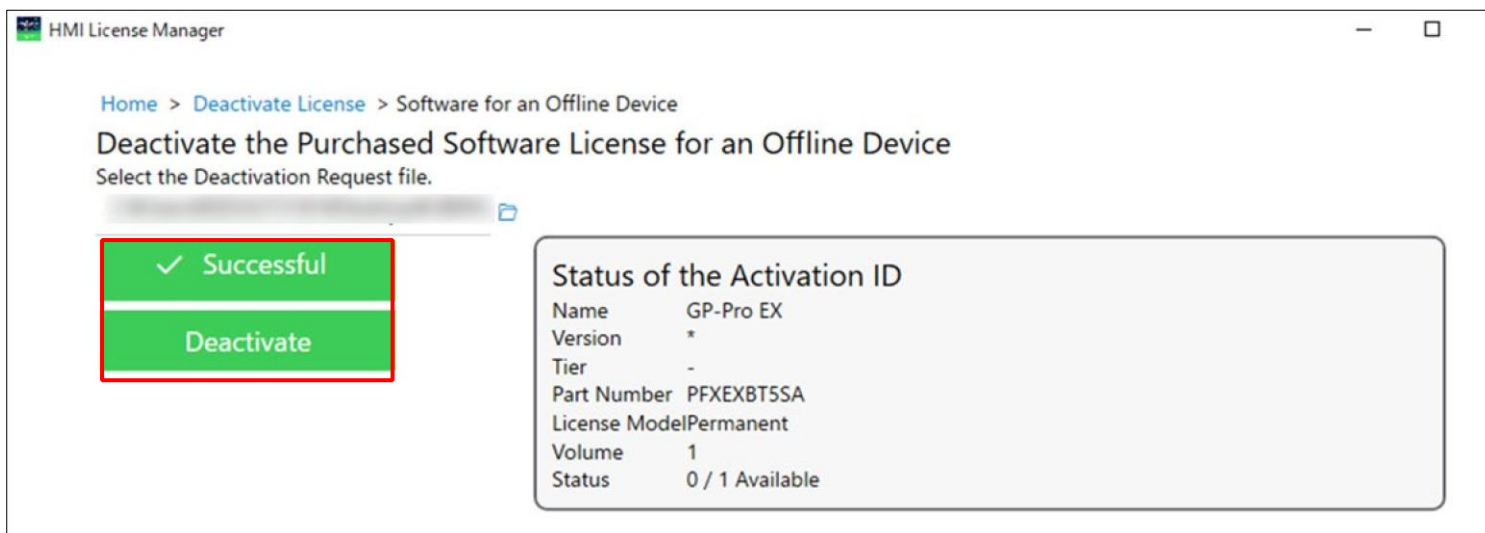 HMI License Manager
Home > Deactivate License > Software for an Offline Device
Deactivate the Purchased Software License for an Offline Device
Select the Deactivation Request file.
Successful
Deactivate
Status of the Activation ID
Name GP-Pro EX
Version *
Tier -
Part Number PFXEXBT5SA
License ModelPermanent
Volume 1
Status 0 / 1 Available